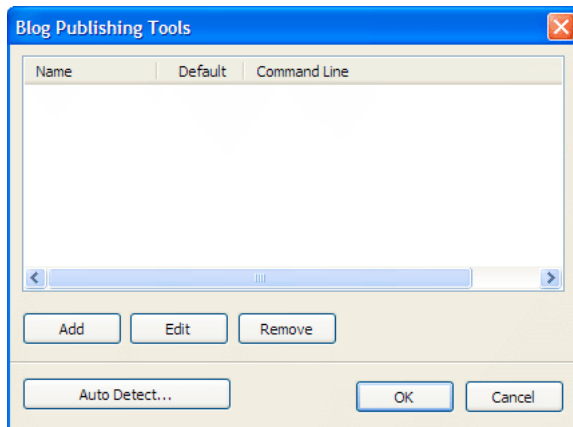 Blog Publishing Tools
Name Default Command Line
Add Edit Remove
Auto Detect... OK Cancel